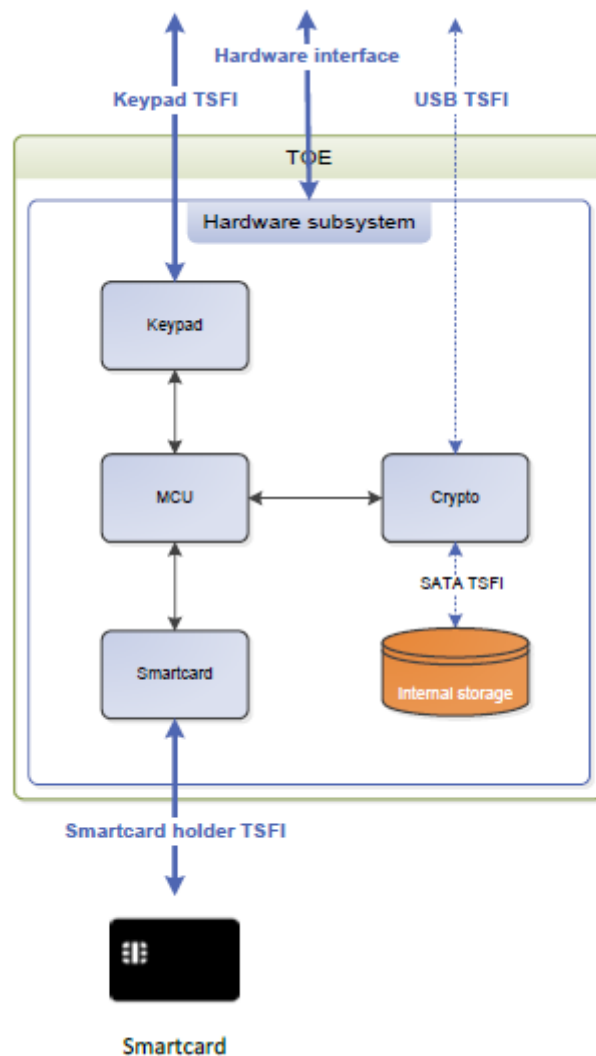 Hardware interface
Keypad TSFI
USB TSFI
TOE
Hardware subsystem
Keypad
MCU
Crypto
SATA TSFI
Smartcard
Internal storage
Smartcard holder TSFI
Smartcard